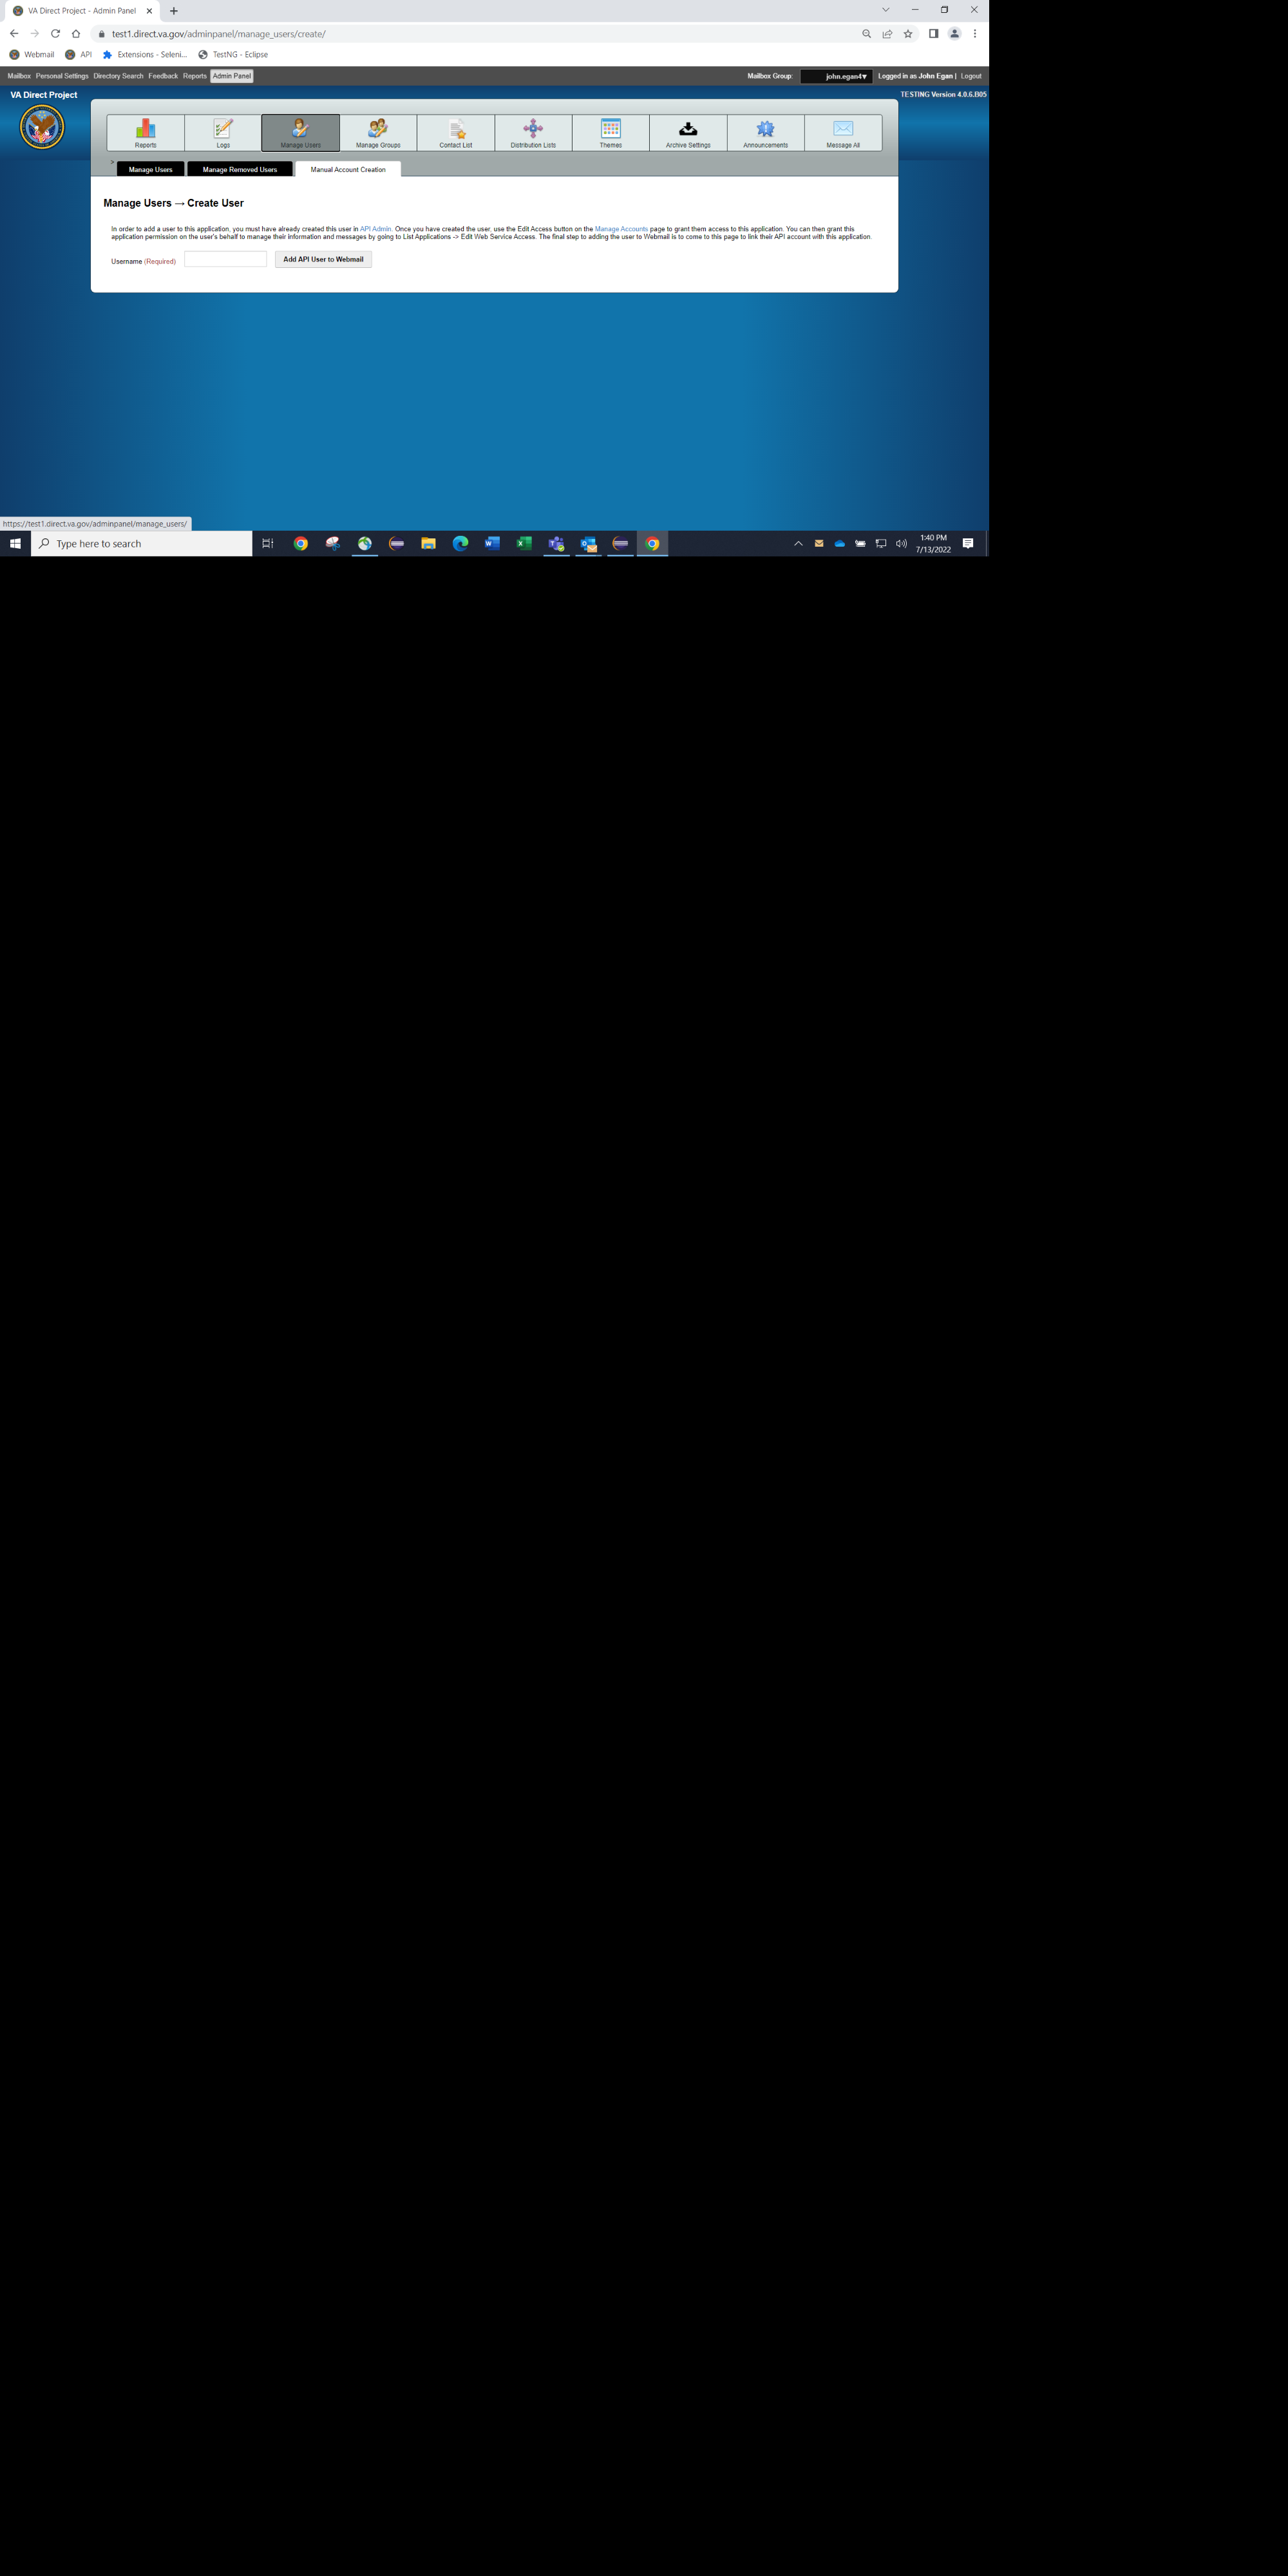 VA Direct Project - Admin Panel
test1.direct.va.gov/adminpanel/manage_users/create/
Webmail API Extensions - Seleni... TestNG - Eclipse
Mailbox Personal Settings Directory Search Feedback Reports Admin Panel Mailbox Group: john.egan4▾ Logged in as John Egan | Logout
VA Direct Project TESTING Version 4.0.6.B05
Reports Logs Manage Users Manage Groups Contact List Distribution Lists Themes Archive Settings Announcements Message All
> Manage Users Manage Removed Users Manual Account Creation
Manage Users → Create User
In order to add a user to this application, you must have already created this user in API Admin. Once you have created the user, use the Edit Access button on the Manage Accounts page to grant them access to this application. You can then grant this
application permission on the user's behalf to manage their information and messages by going to List Applications -> Edit Web Service Access. The final step to adding the user to Webmail is to come to this page to link their API account with this application.
Username (Required) Add API User to Webmail
https://test1.direct.va.gov/adminpanel/manage_users/
Type here to search
1:40 PM
7/13/2022